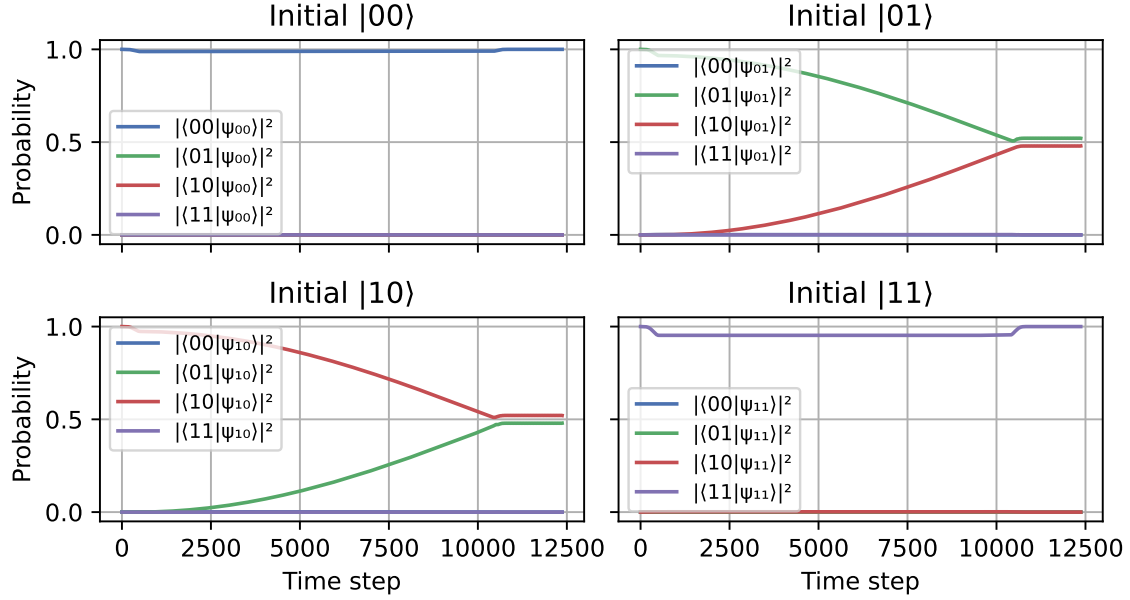 Initial |00⟩
Probability
1.0
0.5
0.0
|⟨00|ψ₀₀⟩|²
|⟨01|ψ₀₀⟩|²
|⟨10|ψ₀₀⟩|²
|⟨11|ψ₀₀⟩|²
Initial |01⟩
|⟨00|ψ₀₁⟩|²
|⟨01|ψ₀₁⟩|²
|⟨10|ψ₀₁⟩|²
|⟨11|ψ₀₁⟩|²
Initial |10⟩
Probability
1.0
0.5
0.0
|⟨00|ψ₁₀⟩|²
|⟨01|ψ₁₀⟩|²
|⟨10|ψ₁₀⟩|²
|⟨11|ψ₁₀⟩|²
0 2500 5000 7500 10000 12500
Time step
Initial |11⟩
|⟨00|ψ₁₁⟩|²
|⟨01|ψ₁₁⟩|²
|⟨10|ψ₁₁⟩|²
|⟨11|ψ₁₁⟩|²
0 2500 5000 7500 10000 12500
Time step